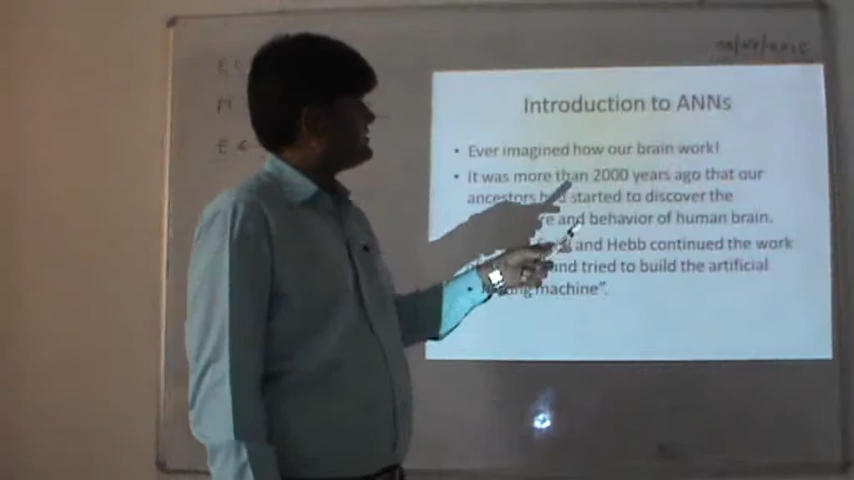 Introduction to ANNs
• Ever imagined how our brain work!
• It was more than 2000 years ago that our
ancestors had started to discover the
and behavior of human brain.
and Hebb continued the work
and tried to build the artificial
machine”.